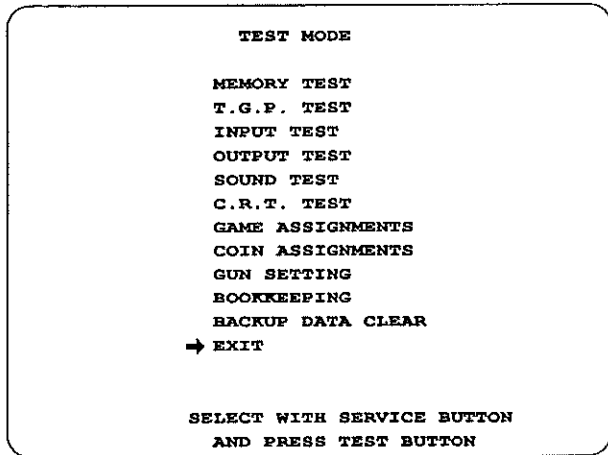 TEST MODE
MEMORY TEST
T.G.P. TEST
INPUT TEST
OUTPUT TEST
SOUND TEST
C.R.T. TEST
GAME ASSIGNMENTS
COIN ASSIGNMENTS
GUN SETTING
BOOKKEEPING
BACKUP DATA CLEAR
→ EXIT
SELECT WITH SERVICE BUTTON
AND PRESS TEST BUTTON